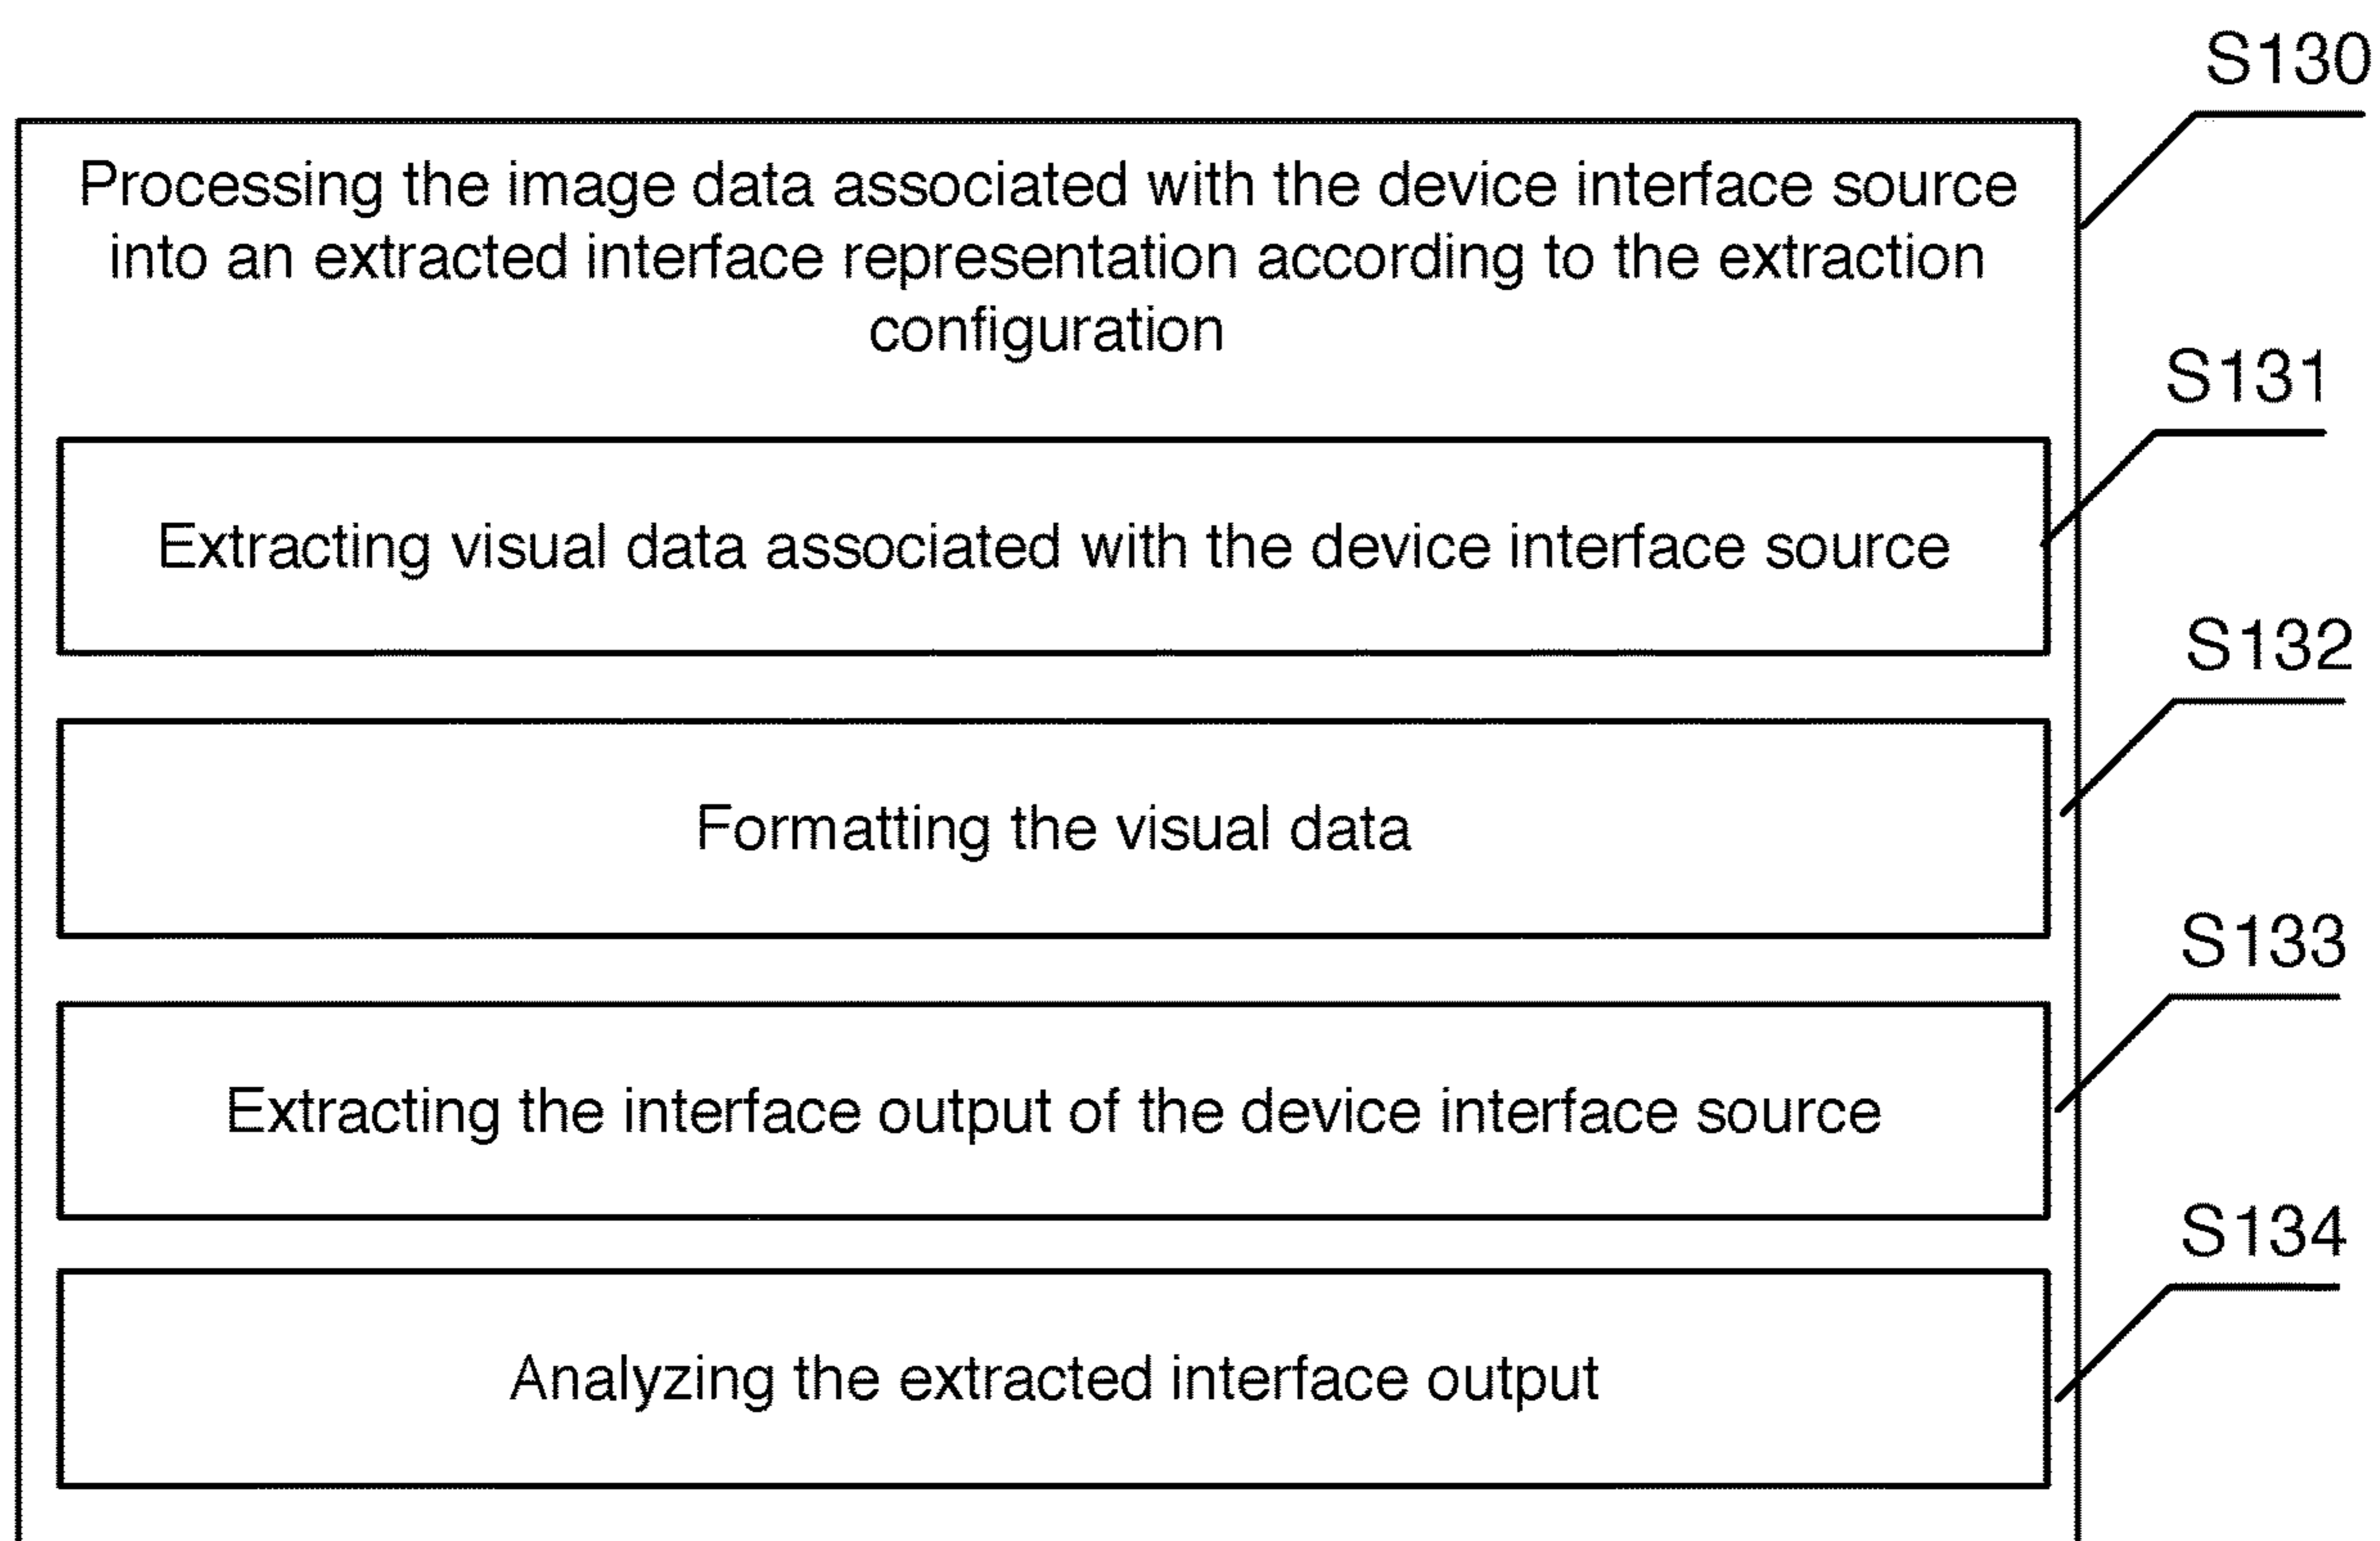 S130
Processing the image data associated with the device interface source
into an extracted interface representation according to the extraction
configuration
S131
Extracting visual data associated with the device interface source
S132
Formatting the visual data
S133
Extracting the interface output of the device interface source
S134
Analyzing the extracted interface output